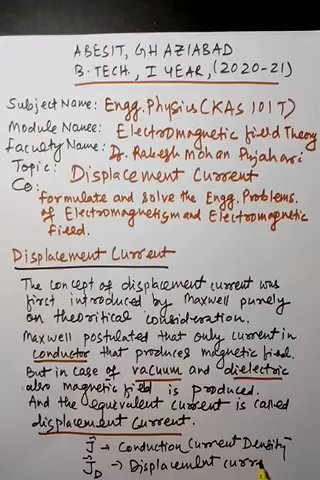 ABESIT, GHAZIABAD
B.TECH., I YEAR, (2020-21)
Subject Name: Engg. Physics (KAS 101T)
Module Name: Electromagnetic field Theory
Faculty Name: Dr. Rakesh Mohan Pujahari
Topic: Displacement Current
Co: formulate and solve the Engg. Problems
of Electromagnetism and Electromagnetic
field.
Displacement Current
The concept of displacement current was
first introduced by Maxwell purely
on theoritical consideration.
Maxwell postulated that only current in
conductor that produces magnetic field.
But in case of vacuum and dielectric
also magnetic field is produced.
And the equivalent current is called
displacement current.
J → Conduction Current Density
J_D → Displacement curre